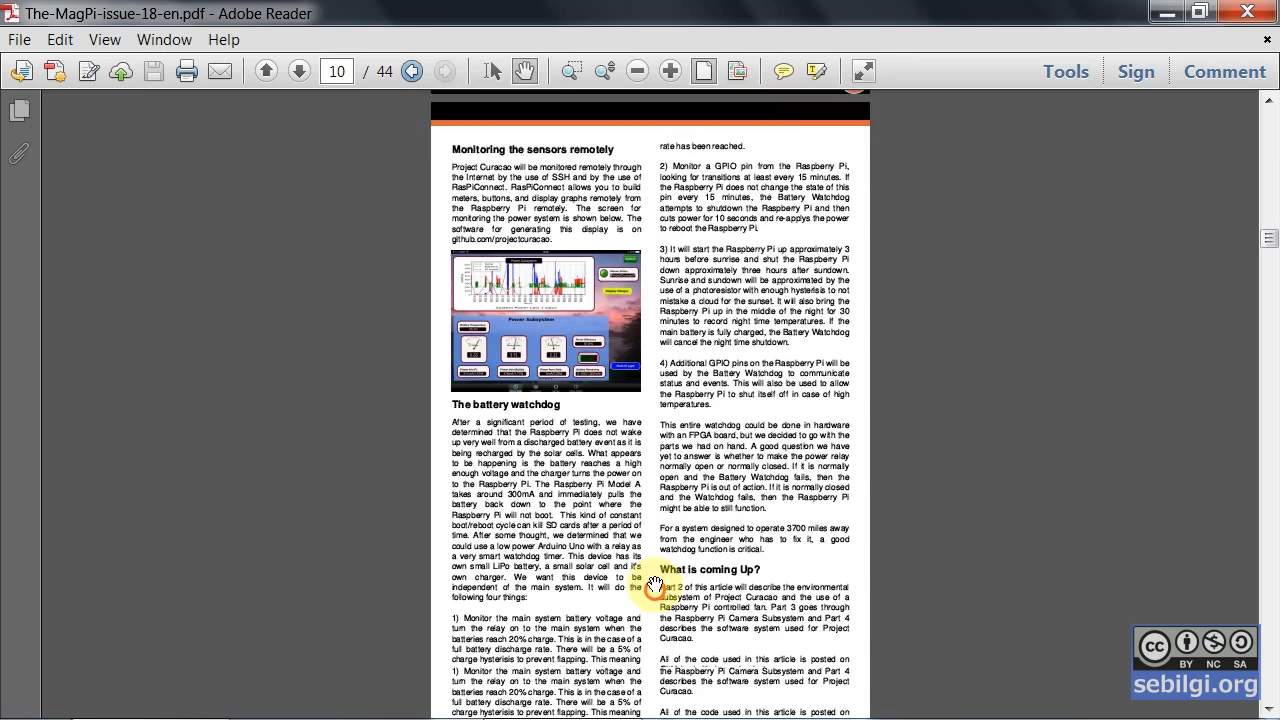 The-MagPi-issue-18-en.pdf - Adobe Reader
File Edit View Window Help
10 / 44
Tools Sign Comment
Monitoring the sensors remotely
Project Curacao will be monitored remotely through
the Internet by the use of SSH and by the use of
RasPiConnect. RasPiConnect allows you to build
meters, buttons, and display graphs remotely from
the Raspberry Pi remotely. The screen for
monitoring the power system is shown below. The
software for generating this display is on
github.com/projectcuracao.
Power Subsystem
The battery watchdog
After a significant period of testing, we have
determined that the Raspberry Pi does not wake
up very well from a discharged battery event as it is
being recharged by the solar cells. What appears
to be happening is the battery reaches a high
enough voltage and the charger turns the power on
to the Raspberry Pi. The Raspberry Pi Model A
takes around 300mA and immediately pulls the
battery back down to the point where the
Raspberry Pi will not boot. This kind of constant
boot/reboot cycle can kill SD cards after a period of
time. After some thought, we determined that we
could use a low power Arduino Uno with a relay as
a very smart watchdog timer. This device has its
own small LiPo battery, a small solar cell and it's
own charger. We want this device to be
independent of the main system. It will do the
following four things:
1) Monitor the main system battery voltage and
turn the relay on to the main system when the
batteries reach 20% charge. This is in the case of a
full battery discharge rate. There will be a 5% of
charge hysterisis to prevent flapping. This meaning
1) Monitor the main system battery voltage and
turn the relay on to the main system when the
batteries reach 20% charge. This is in the case of a
full battery discharge rate. There will be a 5% of
charge hysterisis to prevent flapping. This meaning
rate has been reached.
2) Monitor a GPIO pin from the Raspberry Pi,
looking for transitions at least every 15 minutes. If
the Raspberry Pi does not change the state of this
pin every 15 minutes, the Battery Watchdog
attempts to shutdown the Raspberry Pi and then
cuts power for 10 seconds and re-applys the power
to reboot the Raspberry Pi.
3) It will start the Raspberry Pi up approximately 3
hours before sunrise and shut the Raspberry Pi
down approximately three hours after sundown.
Sunrise and sundown will be approximated by the
use of a photoresistor with enough hysterisis to not
mistake a cloud for the sunset. It will also bring the
Raspberry Pi up in the middle of the night for 30
minutes to record night time temperatures. If the
main battery is fully charged, the Battery Watchdog
will cancel the night time shutdown.
4) Additional GPIO pins on the Raspberry Pi will be
used by the Battery Watchdog to communicate
status and events. This will also be used to allow
the Raspberry Pi to shut itself off in case of high
temperatures.
This entire watchdog could be done in hardware
with an FPGA board, but we decided to go with the
parts we had on hand. A good question we have
yet to answer is whether to make the power relay
normally open or normally closed. If it is normally
open and the Battery Watchdog fails, then the
Raspberry Pi is out of action. If it is normally closed
and the Watchdog fails, then the Raspberry Pi
might be able to still function.
For a system designed to operate 3700 miles away
from the engineer who has to fix it, a good
watchdog function is critical.
What is coming Up?
Part 2 of this article will describe the environmental
subsystem of Project Curacao and the use of a
Raspberry Pi controlled fan. Part 3 goes through
the Raspberry Pi Camera Subsystem and Part 4
describes the software system used for Project
Curacao.
All of the code used in this article is posted on
the Raspberry Pi Camera Subsystem and Part 4
describes the software system used for Project
Curacao.
All of the code used in this article is posted on
cc
BY NC SA
sebilgi.org